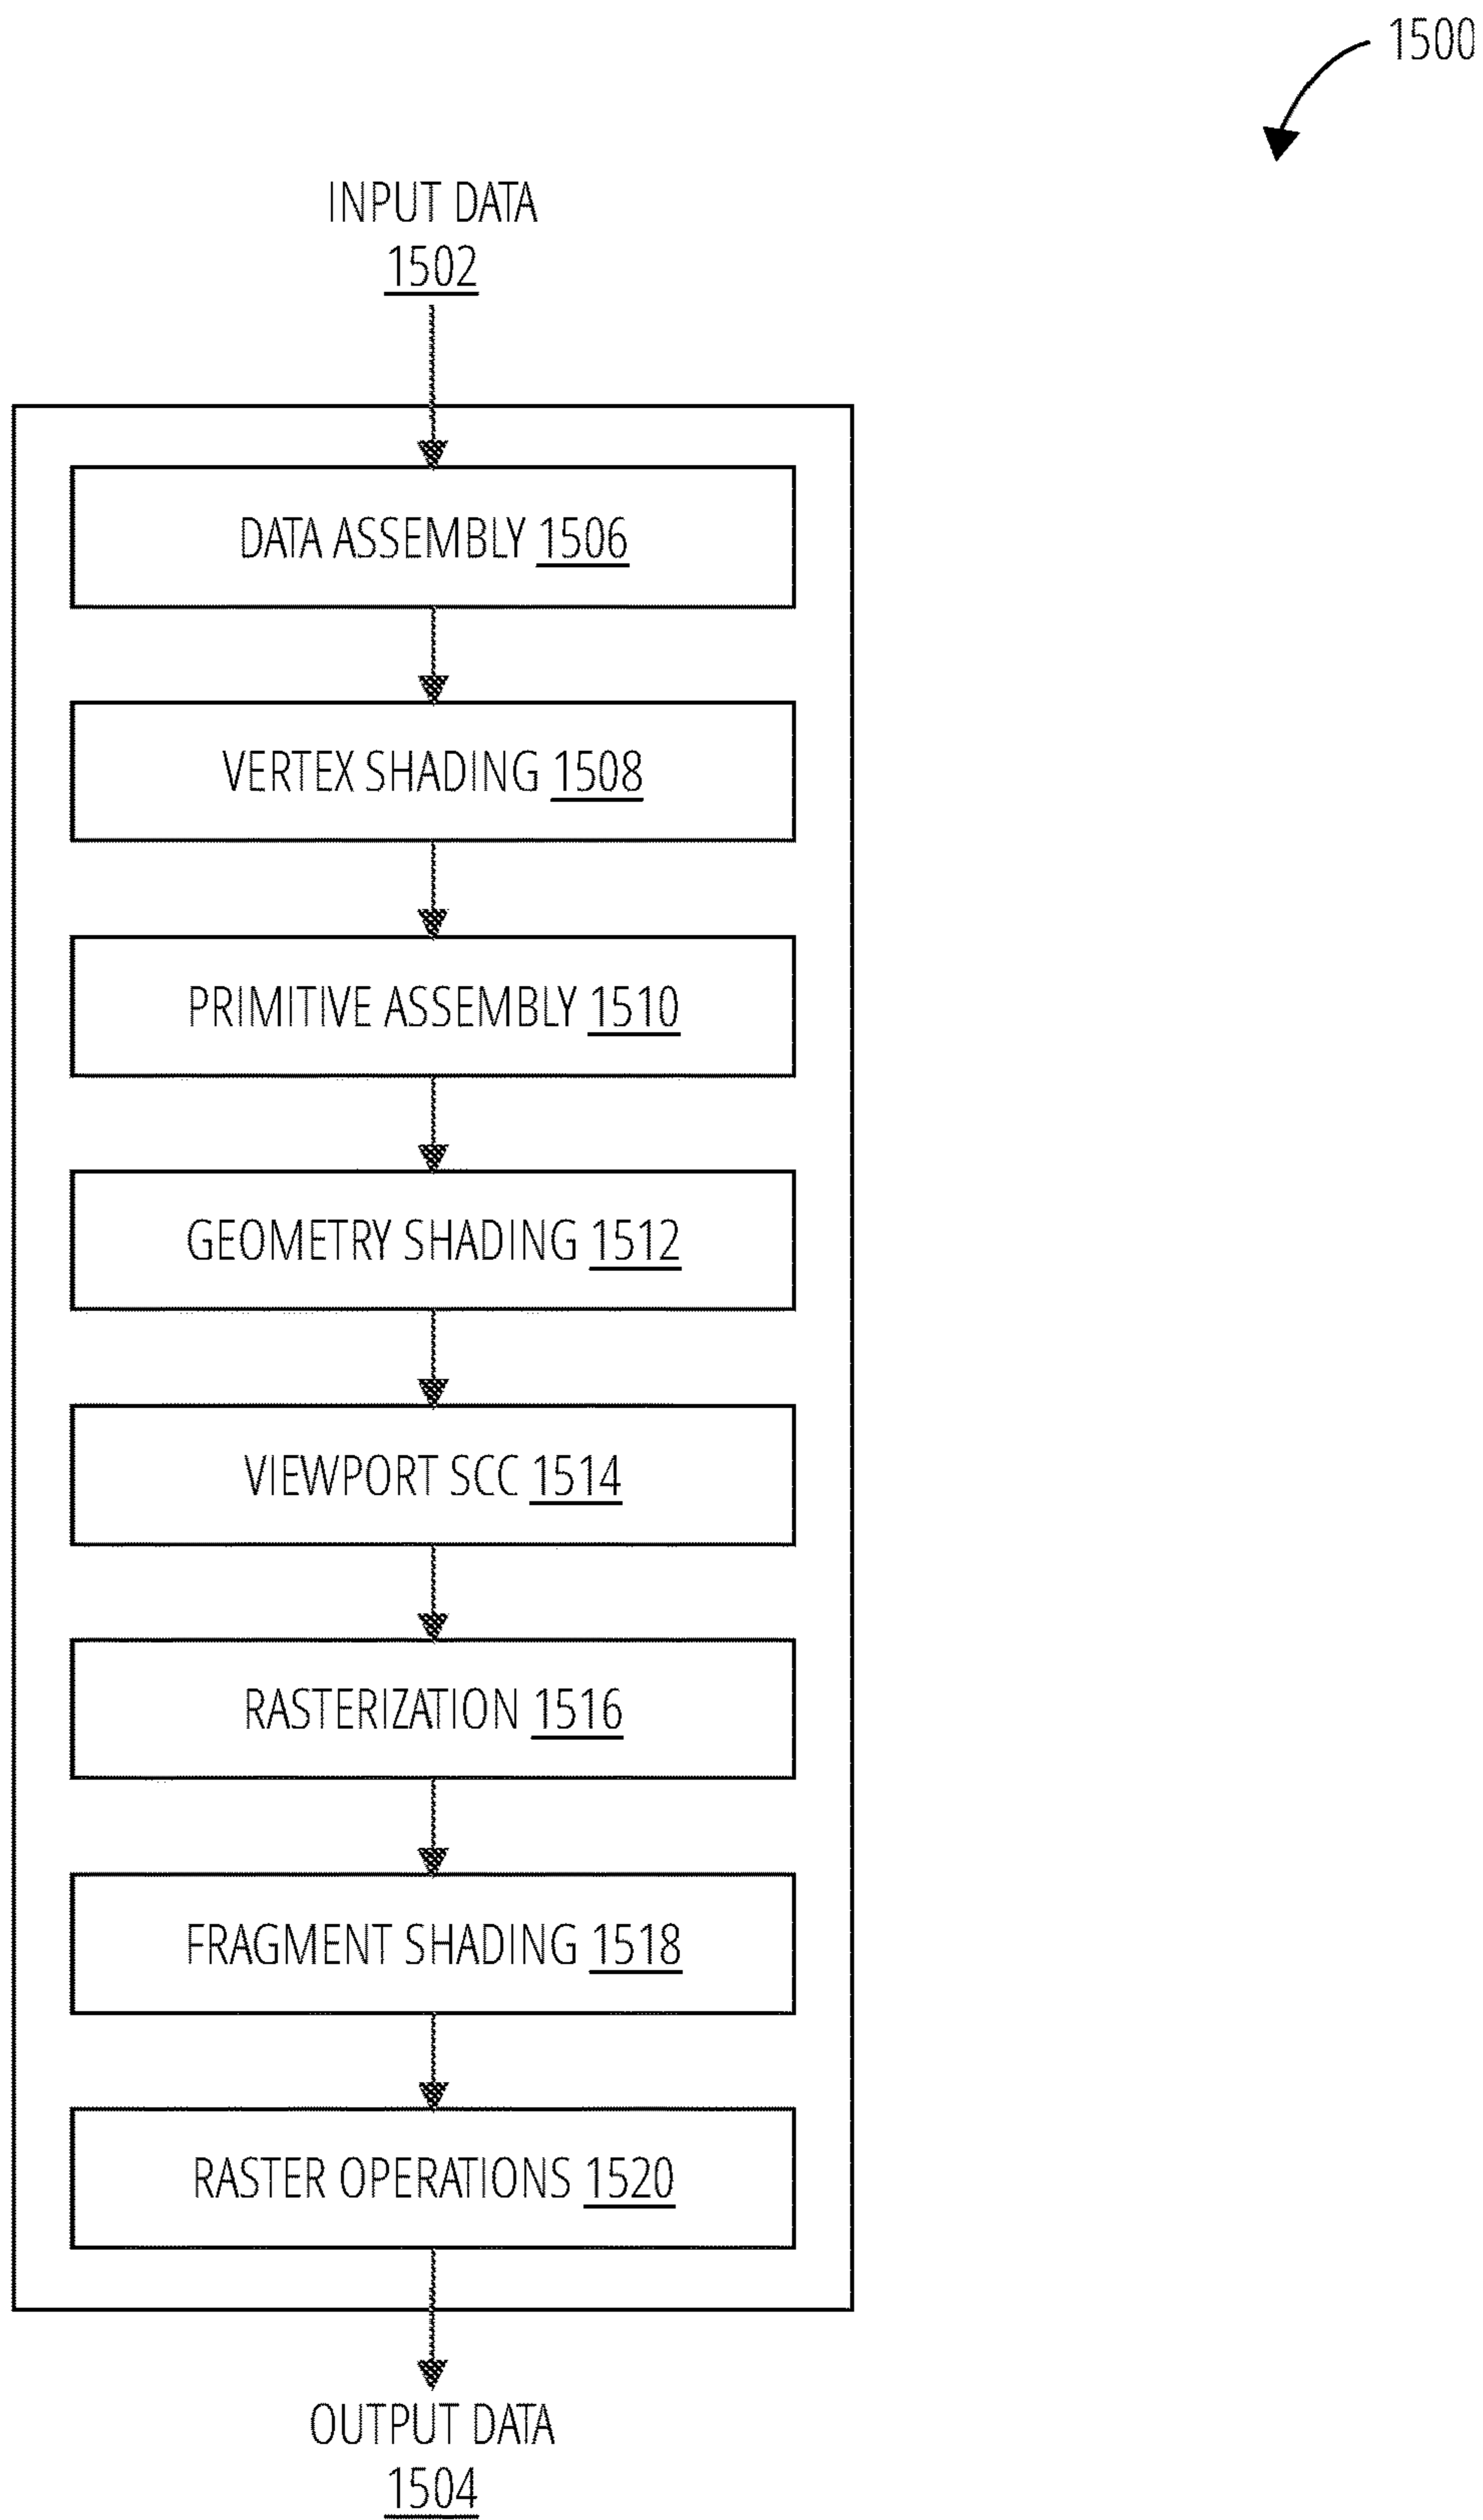 1500
INPUT DATA
1502
DATA ASSEMBLY 1506
VERTEX SHADING 1508
PRIMITIVE ASSEMBLY 1510
GEOMETRY SHADING 1512
VIEWPORT SCC 1514
RASTERIZATION 1516
FRAGMENT SHADING 1518
RASTER OPERATIONS 1520
OUTPUT DATA
1504